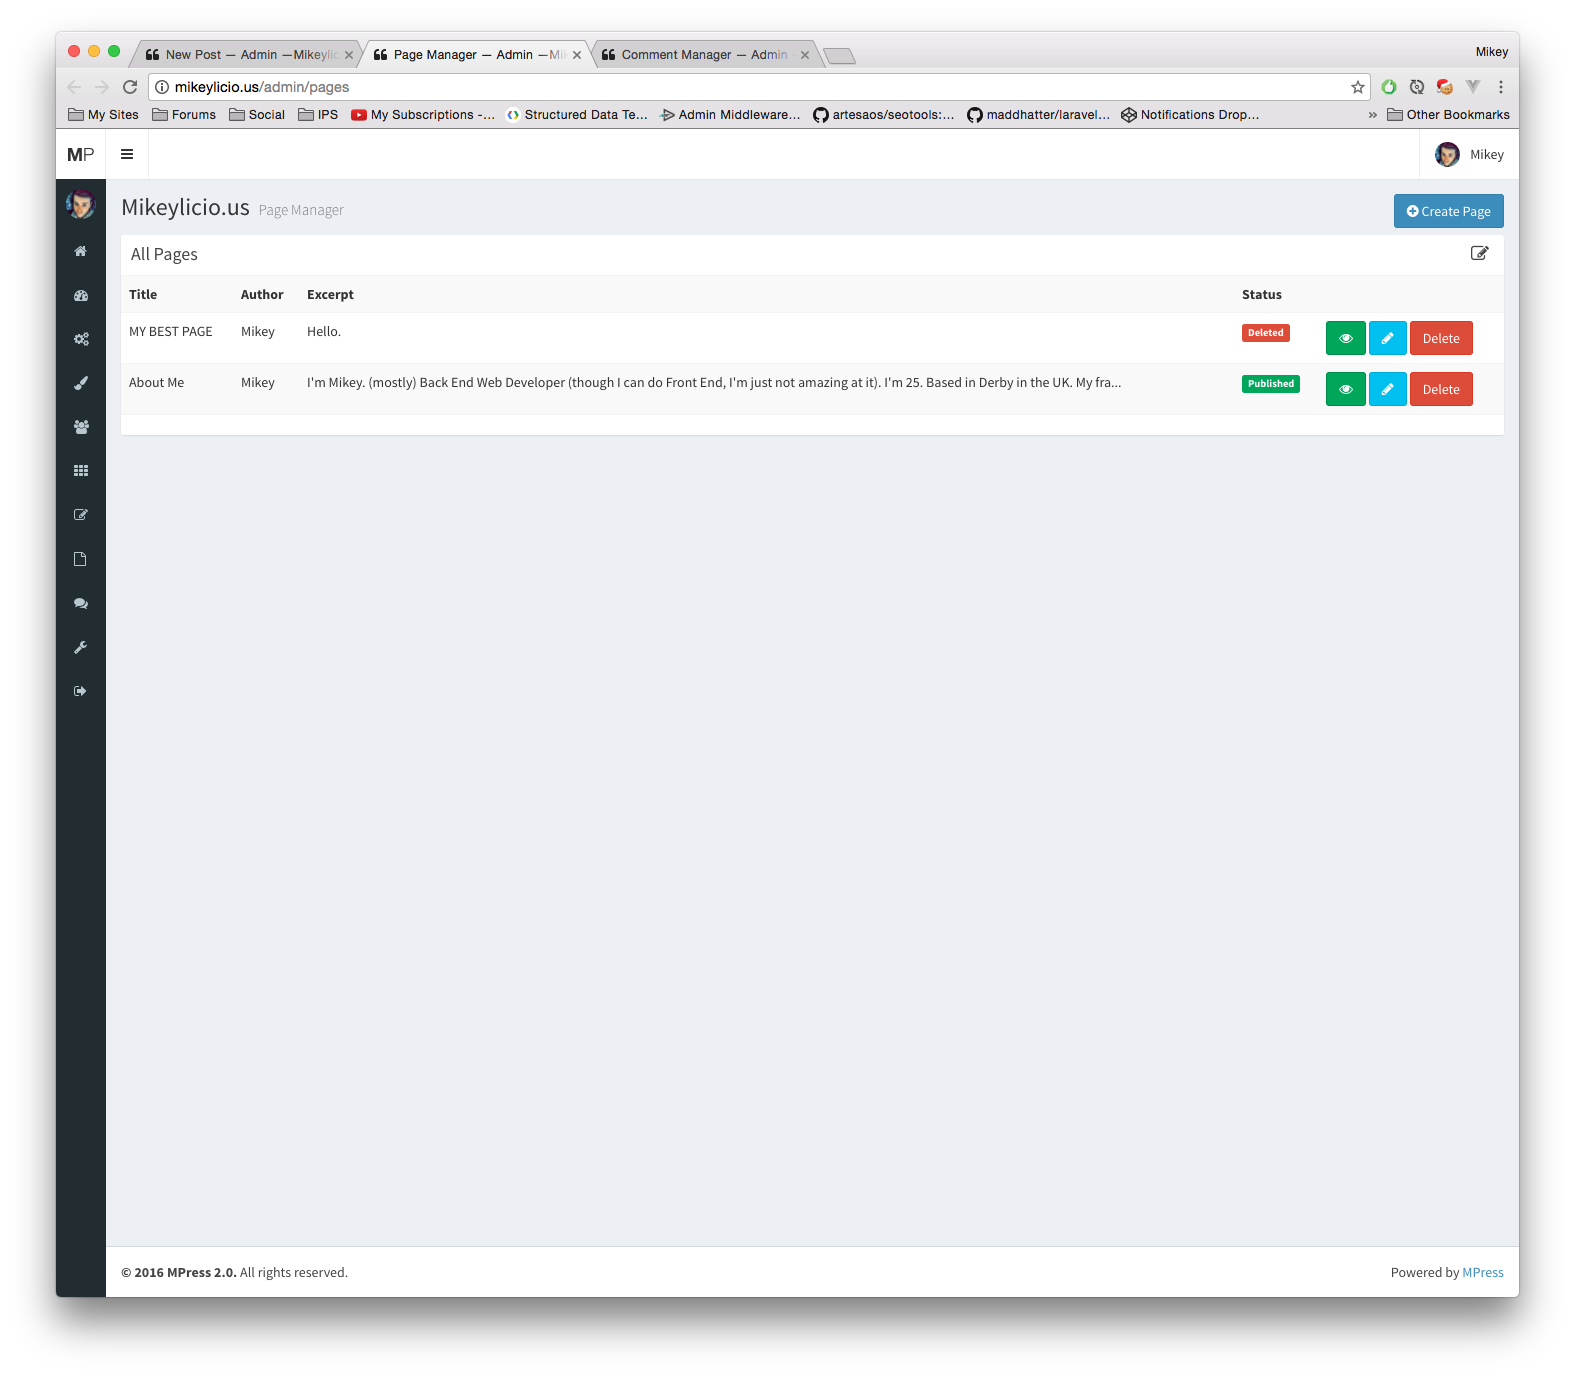 New Post — Admin —Mikeylic
Page Manager — Admin —Mik
Comment Manager — Admin -
Mikey
mikeylicio.us/admin/pages
My Sites Forums Social IPS My Subscriptions -... Structured Data Te... Admin Middleware... artesaos/seotools:... maddhatter/laravel... Notifications Drop... » Other Bookmarks
MP
Mikey
Mikeylicio.us Page Manager
Create Page
All Pages
Title Author Excerpt Status
MY BEST PAGE Mikey Hello. Deleted Delete
About Me Mikey I'm Mikey. (mostly) Back End Web Developer (though I can do Front End, I'm just not amazing at it). I'm 25. Based in Derby in the UK. My fra... Published Delete
© 2016 MPress 2.0. All rights reserved. Powered by MPress